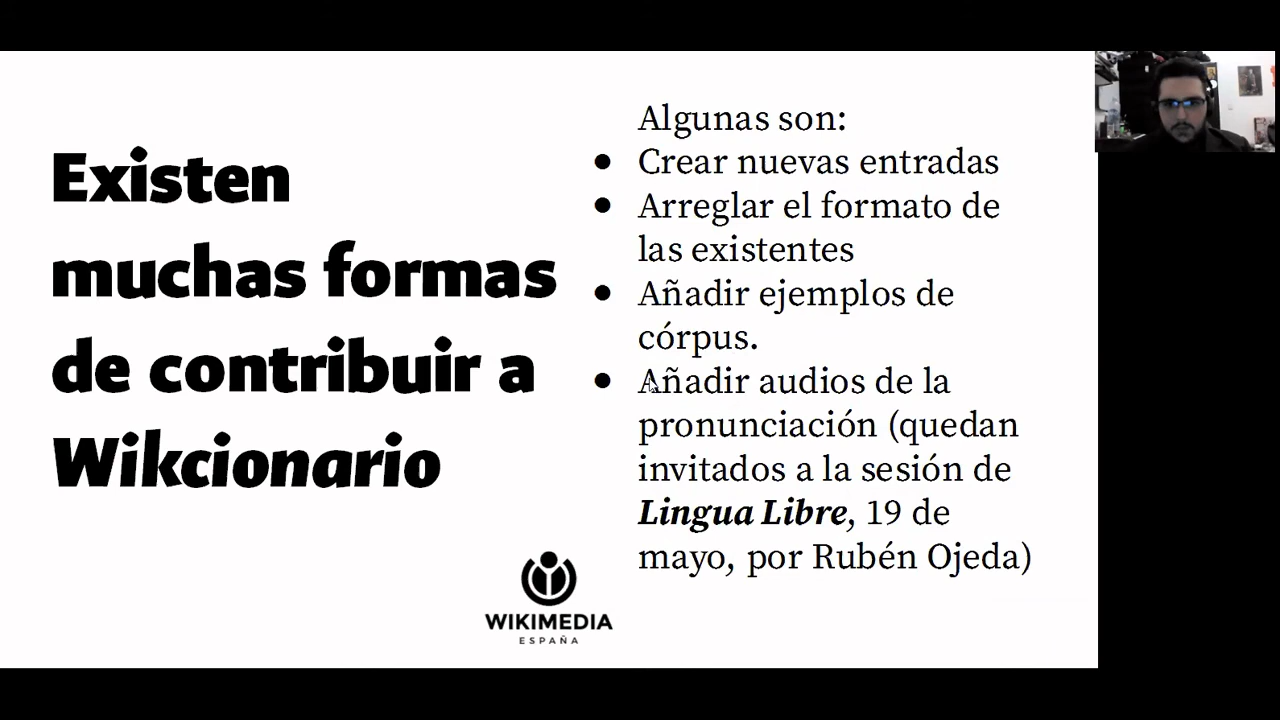 Existen
muchas formas
de contribuir a
Wikcionario
Algunas son:
● Crear nuevas entradas
● Arreglar el formato de
las existentes
● Añadir ejemplos de
córpus.
● Añadir audios de la
pronunciación (quedan
invitados a la sesión de
Lingua Libre, 19 de
mayo, por Rubén Ojeda)
WIKIMEDIA
ESPAÑA